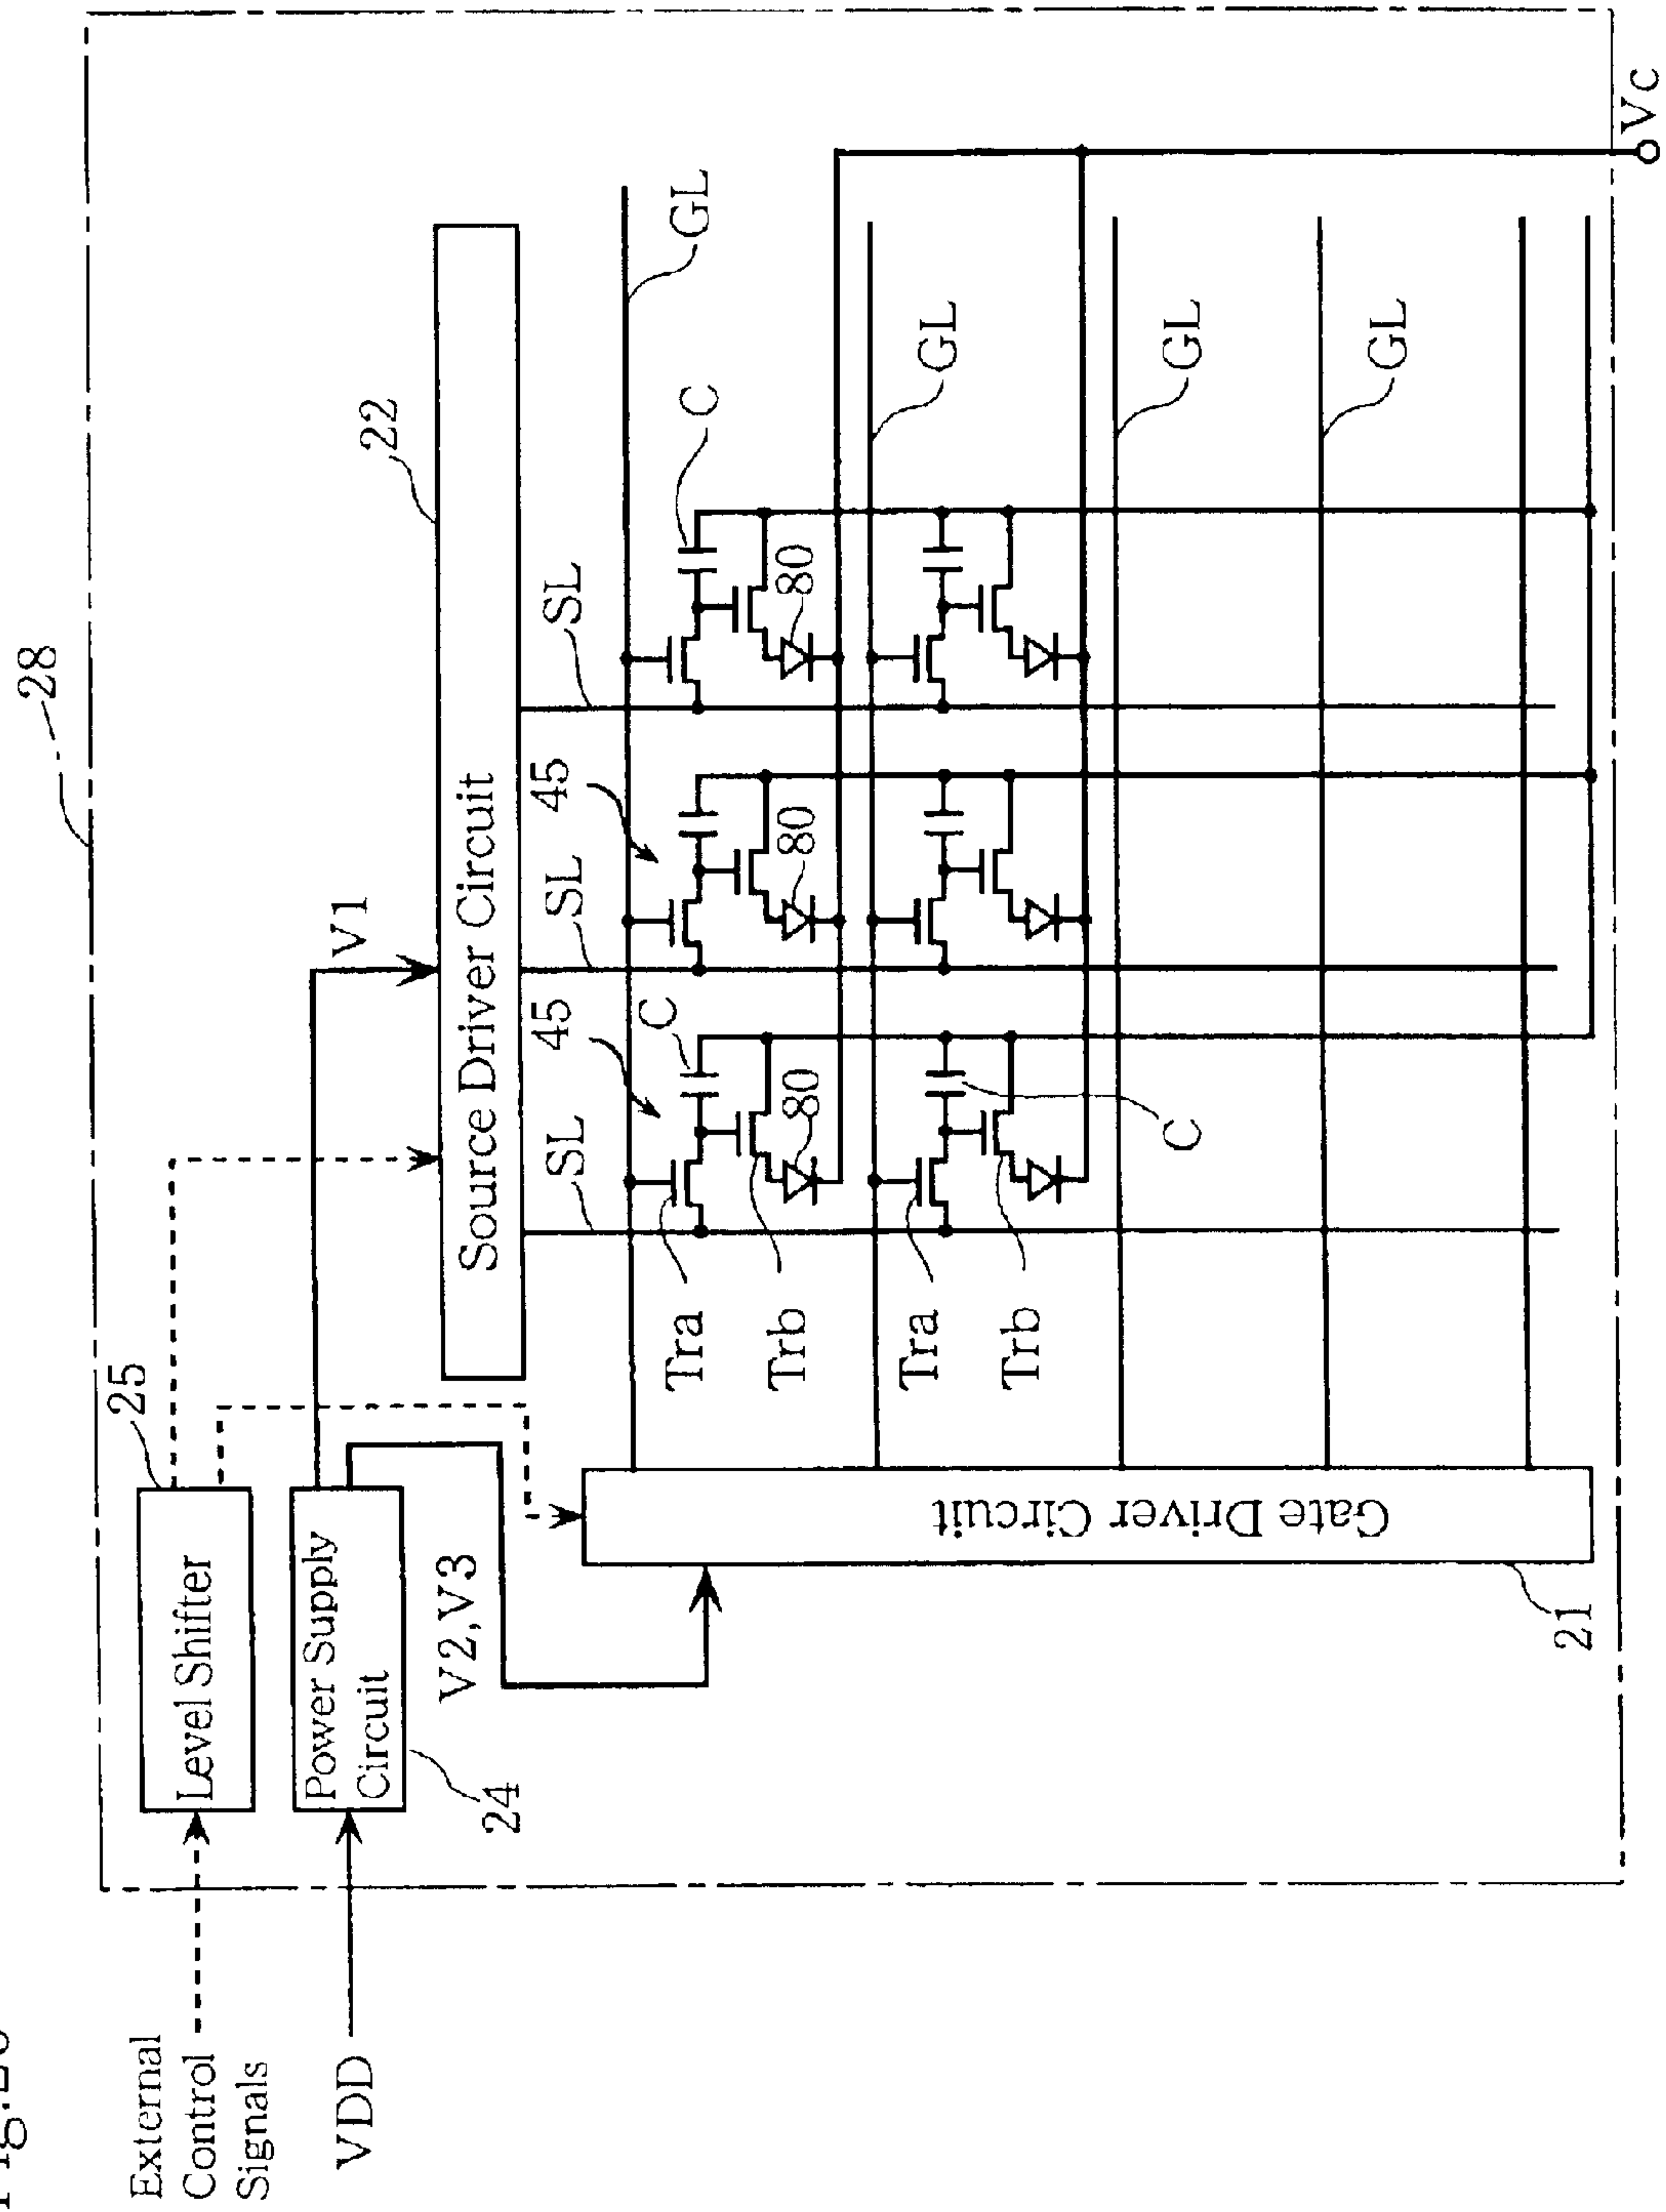 28
External
Control
Signals
Level Shifter
25
VDD
Power Supply
Circuit
24
V1
V2,V3
Source Driver Circuit
22
SL
SL
SL
45
45
C
C
GL
Tra
Trb
80
80
80
GL
Tra
Trb
C
GL
GL
Gate Driver Circuit
21
Vc